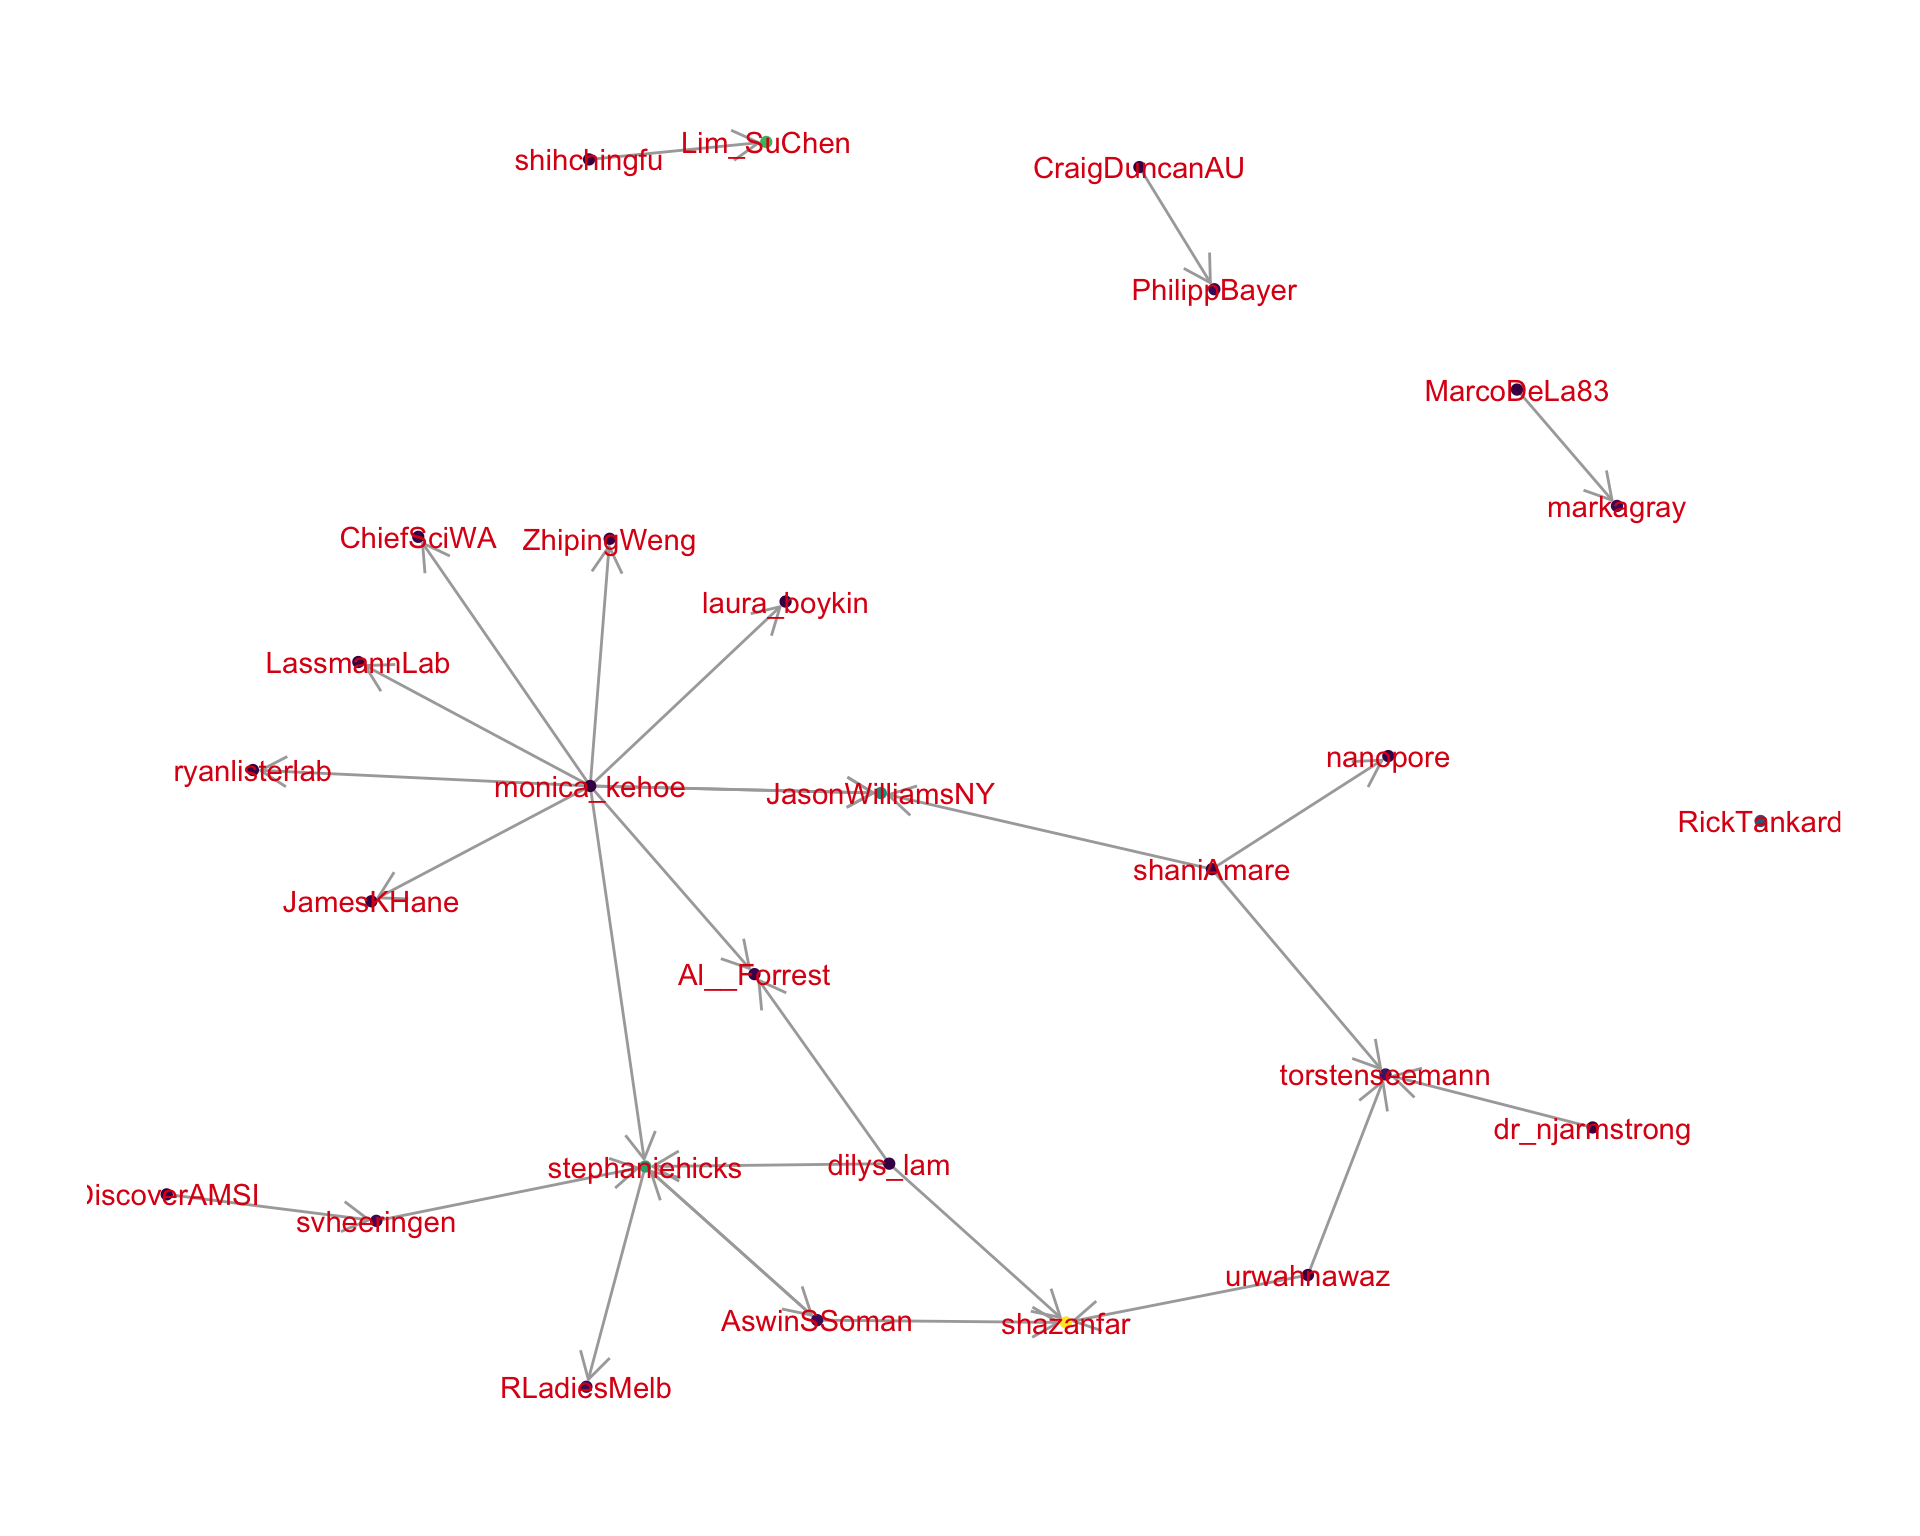 Lim_SuChen
shihchingfu
CraigDuncanAU
PhilippBayer
MarcoDeLa83
markagray
ChiefSciWA
ZhipingWeng
laura_boykin
LassmannLab
nanopore
ryanlisterlab
monica_kehoe
JasonWilliamsNY
RickTankard
shaniAmare
JamesKHane
Al__Forrest
torstenseemann
dr_njarmstrong
stephaniehicks
dilys_lam
DiscoverAMSI
svheeringen
urwahnawaz
AswinSSoman
shazanfar
RLadiesMelb